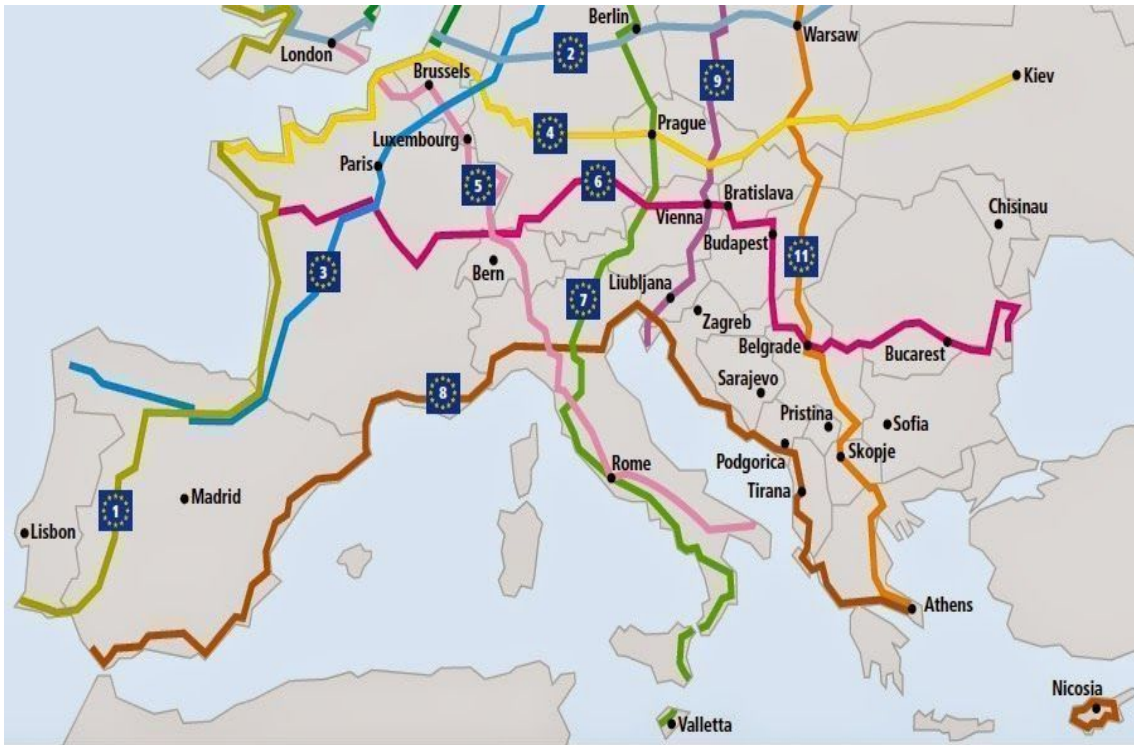 Berlin
Warsaw
London
2
9
Brussels
Kiev
4
Prague
Luxembourg
Paris
5
6
Bratislava
Vienna
Chisinau
Budapest
3
Bern
11
Liubljana
7
Zagreb
Belgrade
Bucarest
Sarajevo
8
Pristina
Sofia
Podgorica
Skopje
Rome
Tirana
Madrid
1
Lisbon
Athens
Nicosia
Valletta